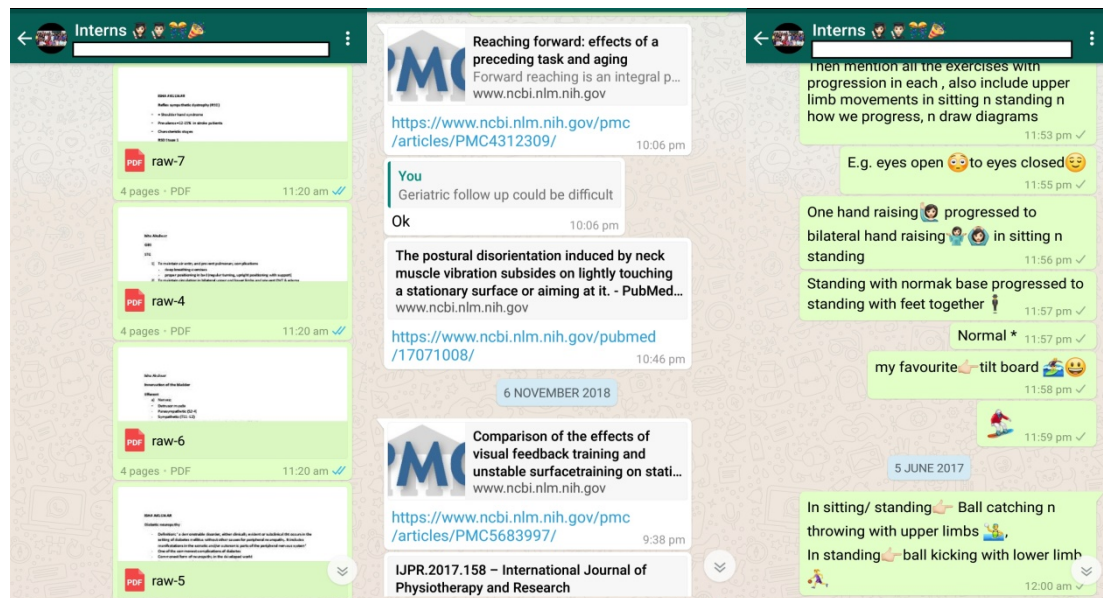 Interns
raw-7
4 pages · PDF
11:20 am
raw-4
4 pages · PDF
11:20 am
Innervation of the bladder
raw-6
4 pages · PDF
11:20 am
Diabetic neuropathy
raw-5
PMC
Reaching forward: effects of a
preceding task and aging
Forward reaching is an integral p...
www.ncbi.nlm.nih.gov
https://www.ncbi.nlm.nih.gov/pmc
/articles/PMC4312309/
10:06 pm
You
Geriatric follow up could be difficult
Ok
10:06 pm
The postural disorientation induced by neck
muscle vibration subsides on lightly touching
a stationary surface or aiming at it. - PubMed...
www.ncbi.nlm.nih.gov
https://www.ncbi.nlm.nih.gov/pubmed
/17071008/
10:46 pm
6 NOVEMBER 2018
PMC
Comparison of the effects of
visual feedback training and
unstable surfacetraining on stati...
www.ncbi.nlm.nih.gov
https://www.ncbi.nlm.nih.gov/pmc
/articles/PMC5683997/
9:38 pm
IJPR.2017.158 – International Journal of
Physiotherapy and Research
Interns
Then mention all the exercises with
progression in each , also include upper
limb movements in sitting n standing n
how we progress, n draw diagrams
11:53 pm
E.g. eyes open 😳to eyes closed😌
11:55 pm
One hand raising🙋🏻 progressed to
bilateral hand raising🙆🏻 in sitting n
standing
11:56 pm
Standing with normak base progressed to
standing with feet together
11:57 pm
Normal *
11:57 pm
my favourite👉🏻tilt board 🏄😃
11:58 pm
11:59 pm
5 JUNE 2017
In sitting/ standing👉🏻 Ball catching n
throwing with upper limbs ,
In standing👉🏻ball kicking with lower limb
12:00 am